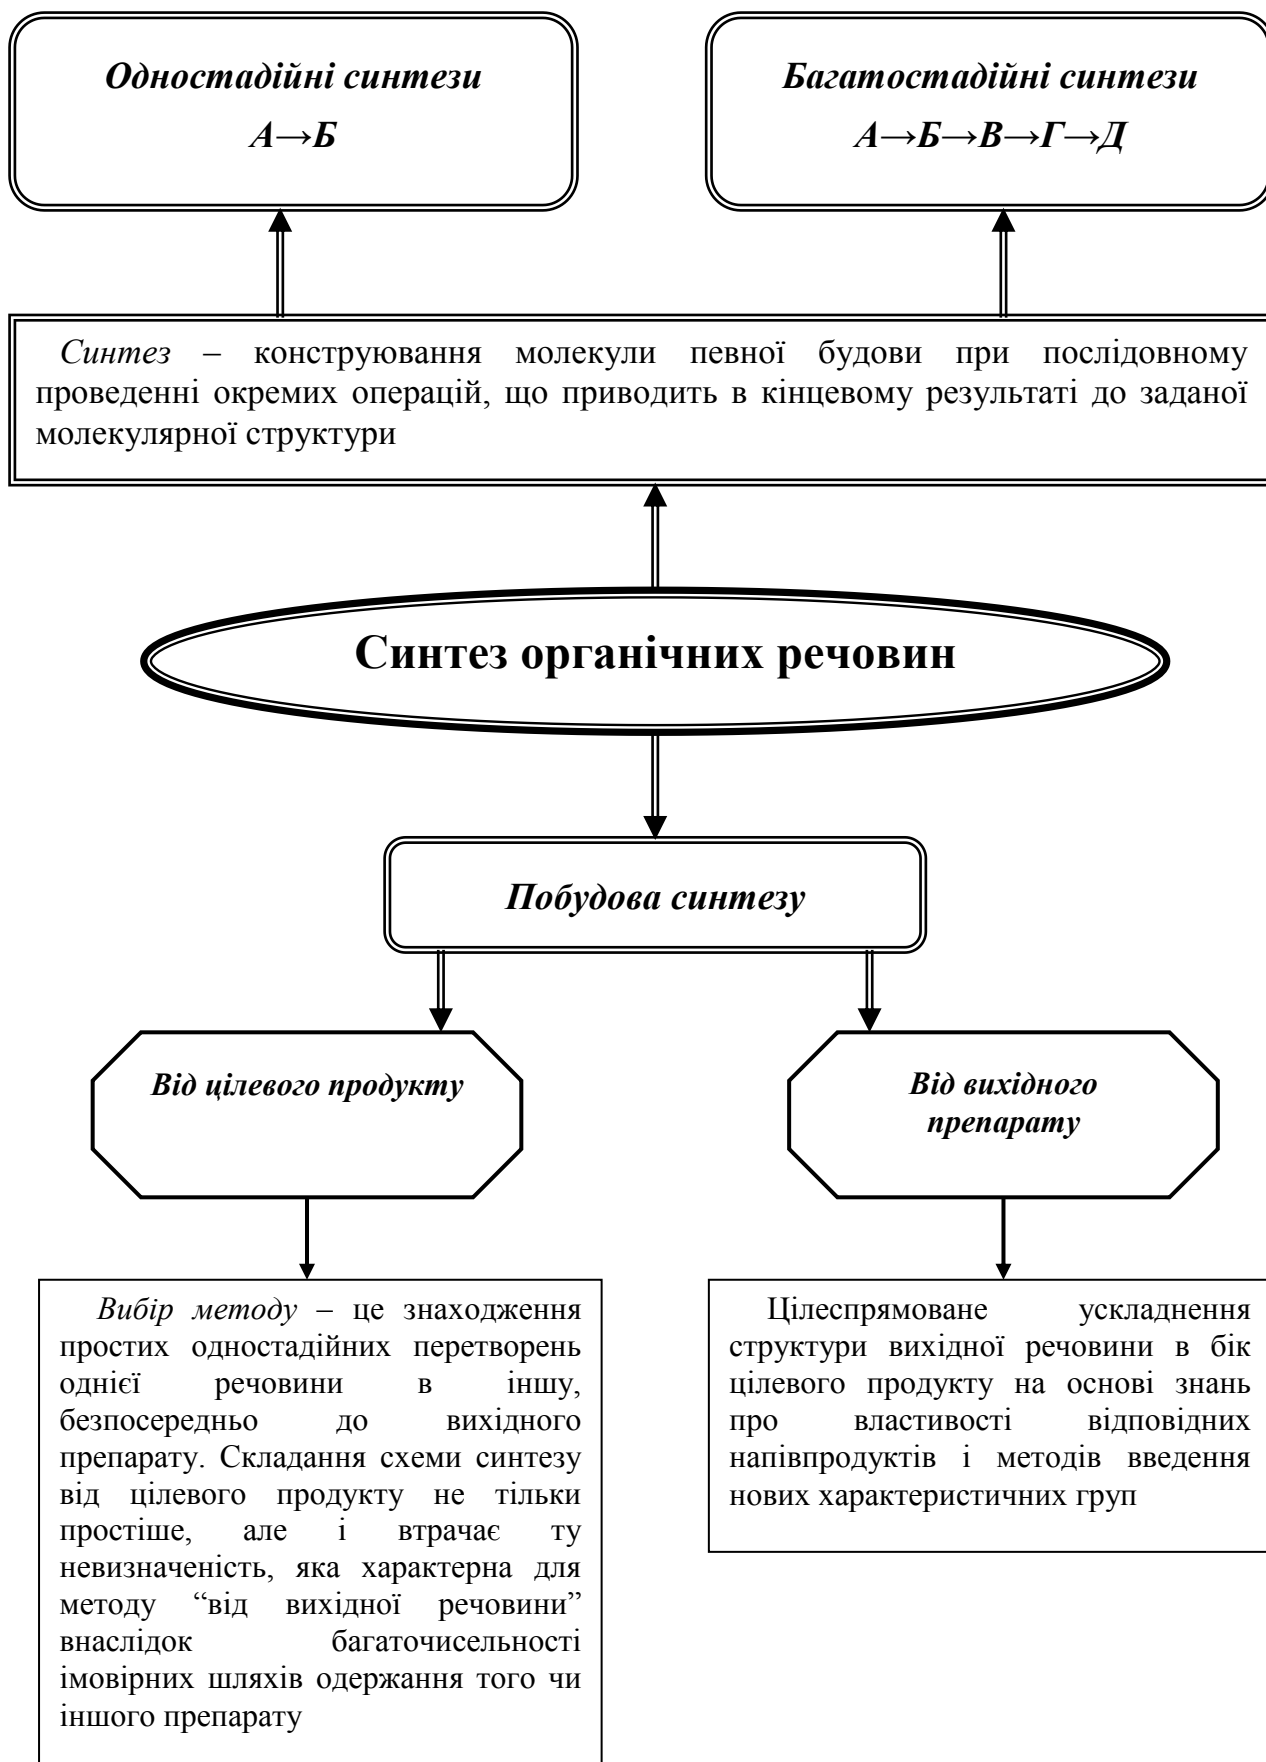 Одностадійні синтези
А→Б
Багатостадійні синтези
А→Б→В→Г→Д
Синтез – конструювання молекули певної будови при послідовному
проведенні окремих операцій, що приводить в кінцевому результаті до заданої
молекулярної структури
Синтез органічних речовин
Побудова синтезу
Від цілевого продукту
Від вихідного
препарату
Вибір методу – це знаходження
простих одностадійних перетворень
однієї речовини в іншу,
безпосередньо до вихідного
препарату. Складання схеми синтезу
від цілевого продукту не тільки
простіше, але і втрачає ту
невизначеність, яка характерна для
методу “від вихідної речовини”
внаслідок багаточисельності
імовірних шляхів одержання того чи
іншого препарату
Цілеспрямоване ускладнення
структури вихідної речовини в бік
цілевого продукту на основі знань
про властивості відповідних
напівпродуктів і методів введення
нових характеристичних груп